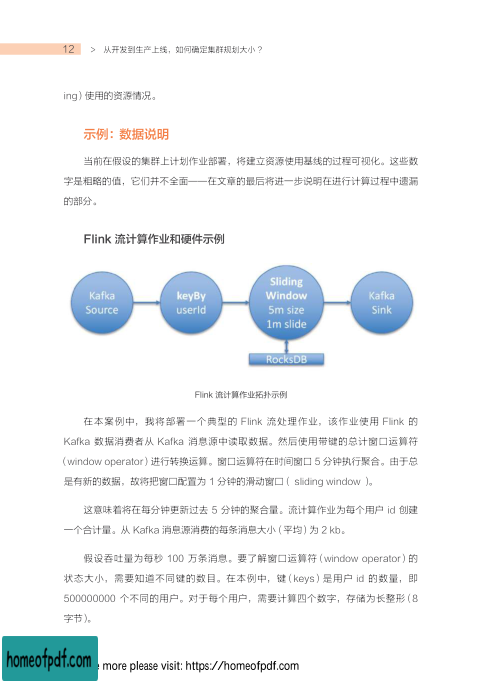 12 > 从开发到生产上线，如何确定集群规划大小？
ing）使用的资源情况。
示例：数据说明
当前在假设的集群上计划作业部署，将建立资源使用基线的过程可视化。这些数
字是粗略的值，它们并不全面——在文章的最后将进一步说明在进行计算过程中遗漏
的部分。
Flink 流计算作业和硬件示例
Kafka
Source
keyBy
userId
Sliding
Window
5m size
1m slide
Kafka
Sink
RocksDB
Flink 流计算作业拓扑示例
在本案例中，我将部署一个典型的 Flink 流处理作业，该作业使用 Flink 的
Kafka 数据消费者从 Kafka 消息源中读取数据。然后使用带键的总计窗口运算符
（window operator）进行转换运算。窗口运算符在时间窗口 5 分钟执行聚合。由于总
是有新的数据，故将把窗口配置为 1 分钟的滑动窗口（ sliding window ）。
这意味着将在每分钟更新过去 5 分钟的聚合量。流计算作业为每个用户 id 创建
一个合计量。从 Kafka 消息源消费的每条消息大小（平均）为 2 kb。
假设吞吐量为每秒 100 万条消息。要了解窗口运算符（window operator）的
状态大小，需要知道不同键的数目。在本例中，键（keys）是用户 id 的数量，即
500000000 个不同的用户。对于每个用户，需要计算四个数字，存储为长整形（8
字节）。
homeofpdf.com
more please visit: https://homeofpdf.com